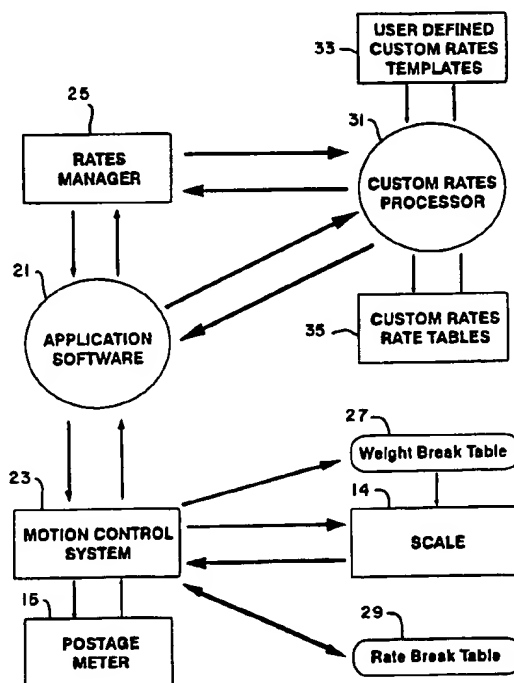 33
USER DEFINED
CUSTOM RATES
TEMPLATES
25
31
RATES
MANAGER
CUSTOM RATES
PROCESSOR
21
APPLICATION
SOFTWARE
35
CUSTOM RATES
RATE TABLES
27
Weight Break Table
23
14
MOTION CONTROL
SYSTEM
SCALE
15
POSTAGE
METER
29
Rate Break Table